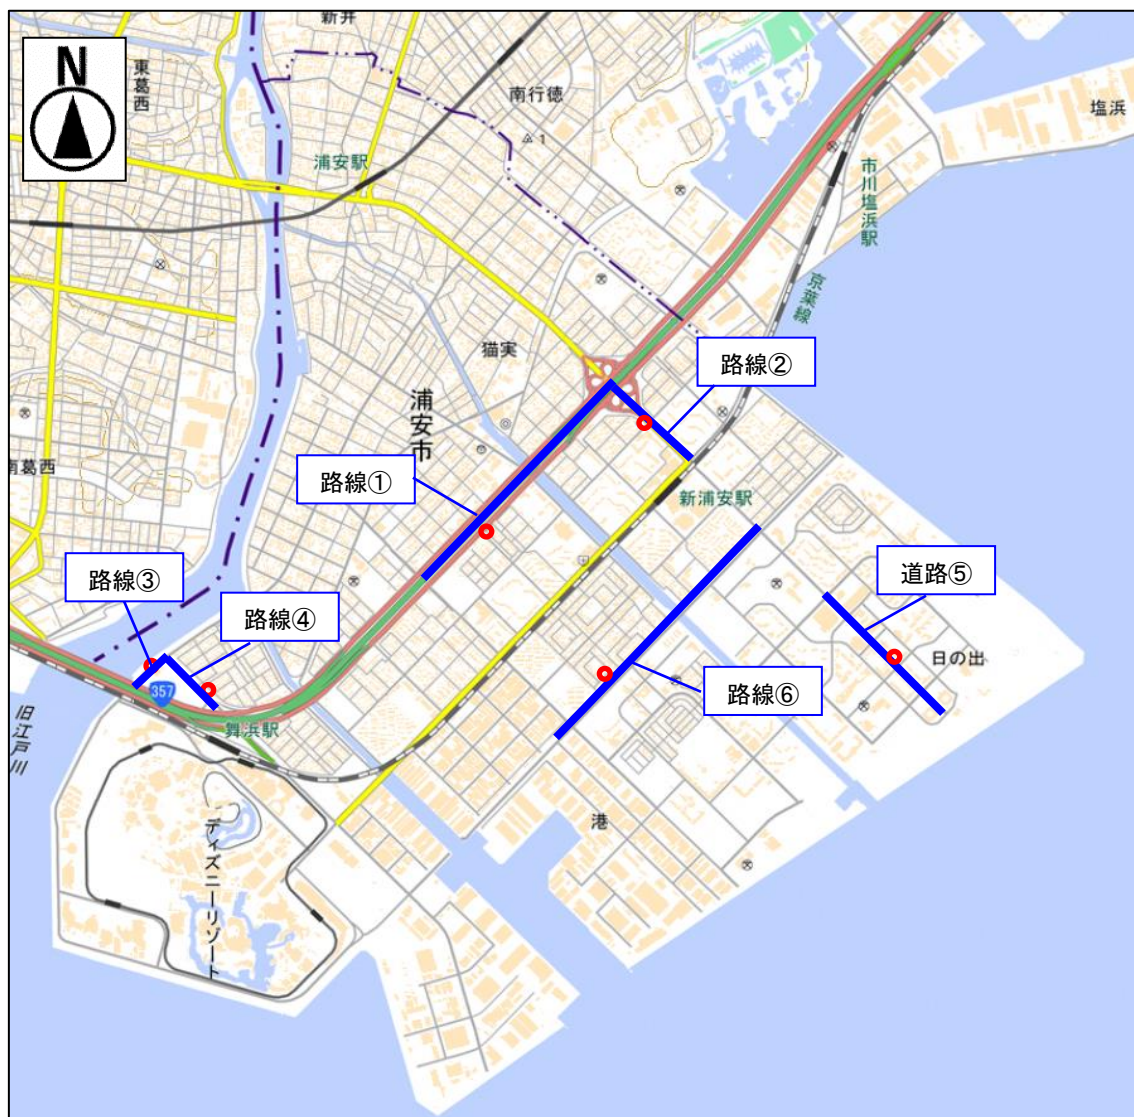 新井
N
東葛西
南行徳
塩浜
1
浦安駅
市川塩浜駅
京葉線
猫実
路線②
浦安市
南葛西
路線①
新浦安駅
路線③
道路⑤
路線④
日の出
357
路線⑥
舞浜駅
旧江戸川
港
ディズニーリゾート